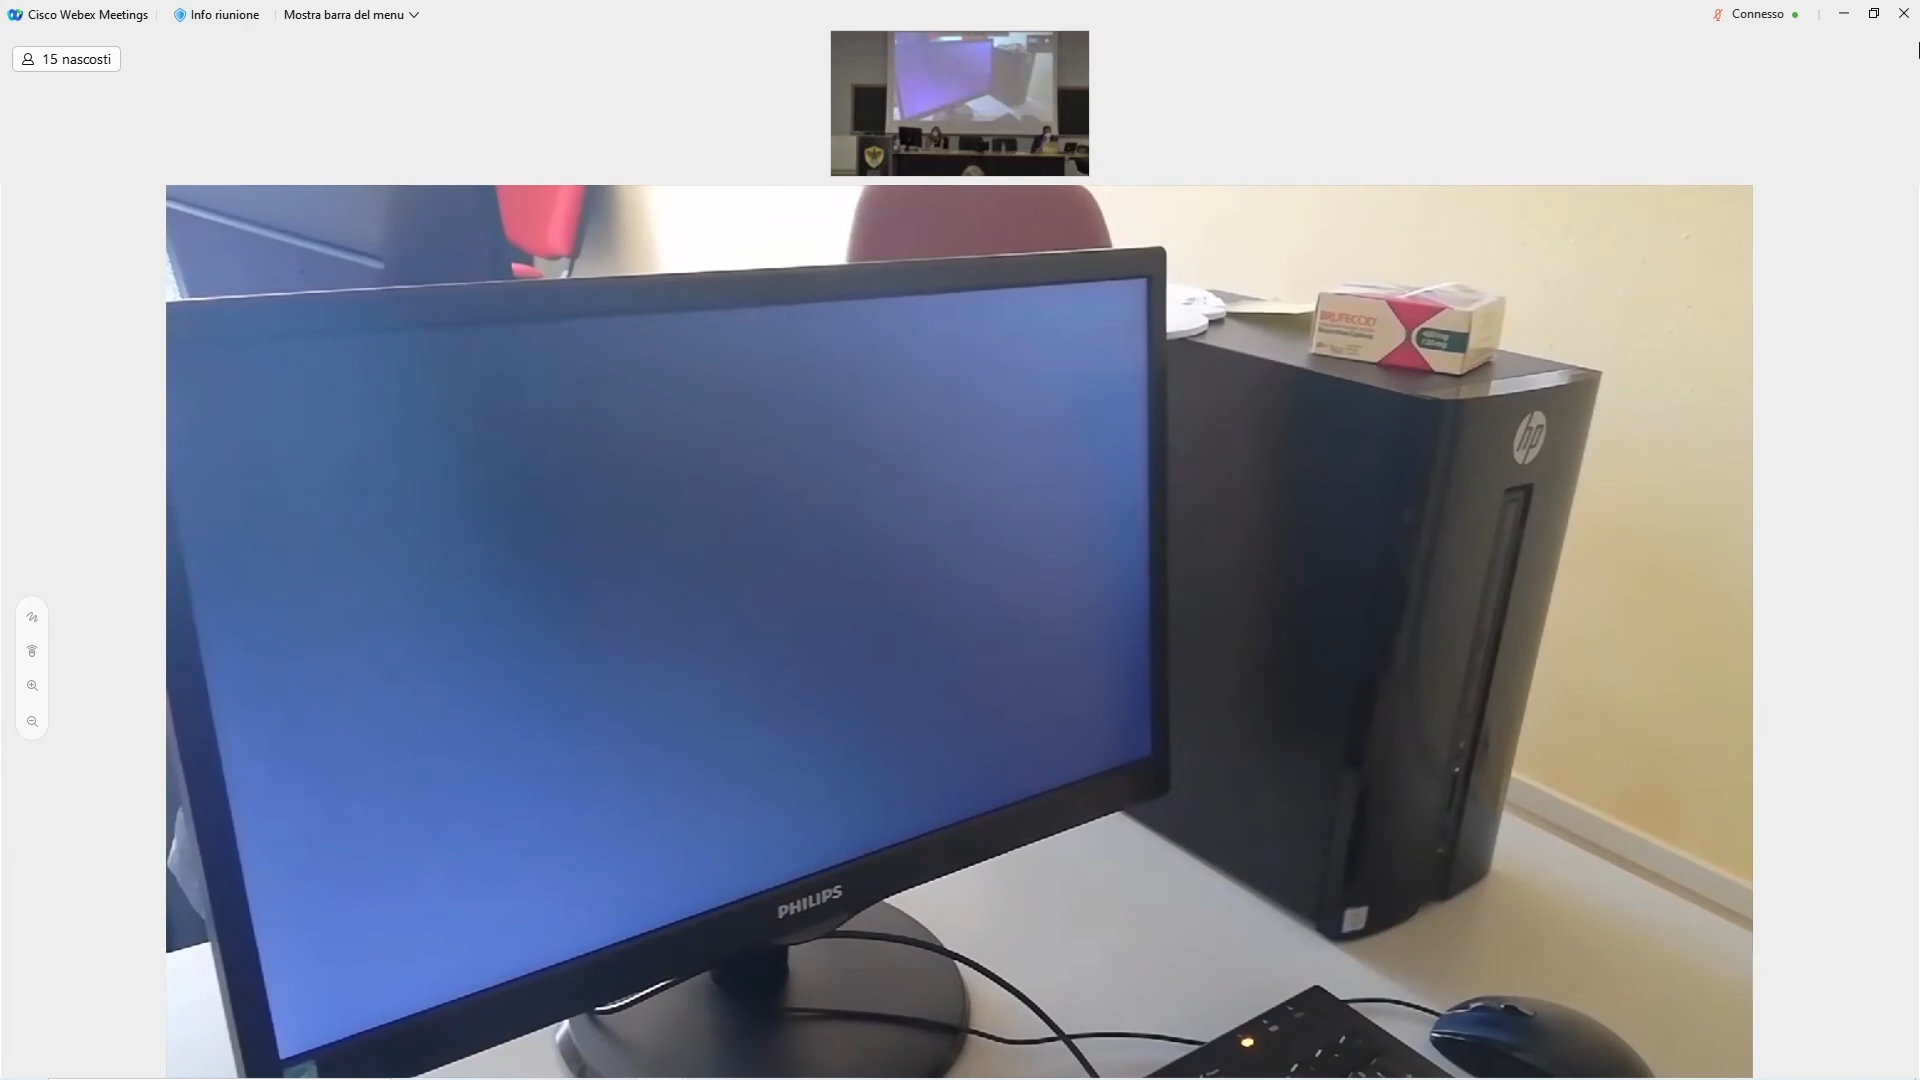 Cisco Webex Meetings
Info riunione
Mostra barra del menu
Connesso
15 nascosti
BRUFECOD
hp
PHILIPS